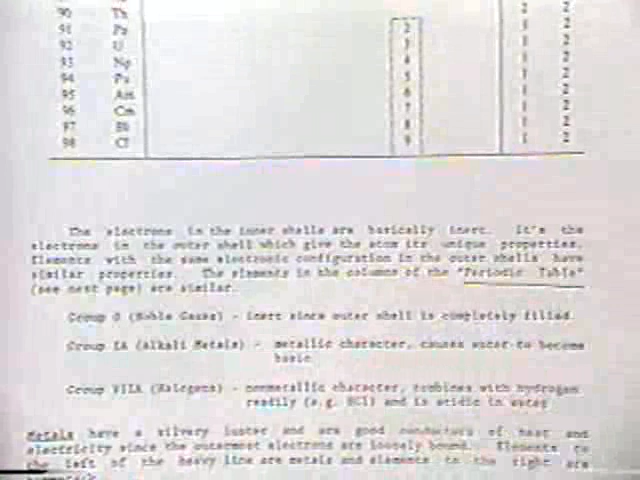 90 Th 2 2
91 Pa 2 1 2
92 U 3 1 2
93 Np 4 1 2
94 Pu 5 1 2
95 Am 6 1 2
96 Cm 7 1 2
97 Bk 8 1 2
98 Cf 9 1 2
The electrons in the inner shells are basically inert. It's the
electrons in the outer shell which give the atom its unique properties.
Elements with the same electronic configuration in the outer shells have
similar properties. The elements in the columns of the "Periodic Table"
(see next page) are similar.
Group 0 (Noble Gases) - inert since outer shell is completely filled
Group IA (Alkali Metals) - metallic character, causes water to become
basic
Group VIIA (Halogens) - nonmetallic character, combines with hydrogen
readily (e.g. HCl) and is acidic in water
Metals have a silvery luster and are good conductors of heat and
electricity since the outermost electrons are loosely bound. Elements to
the left of the heavy line are metals and elements to the right are